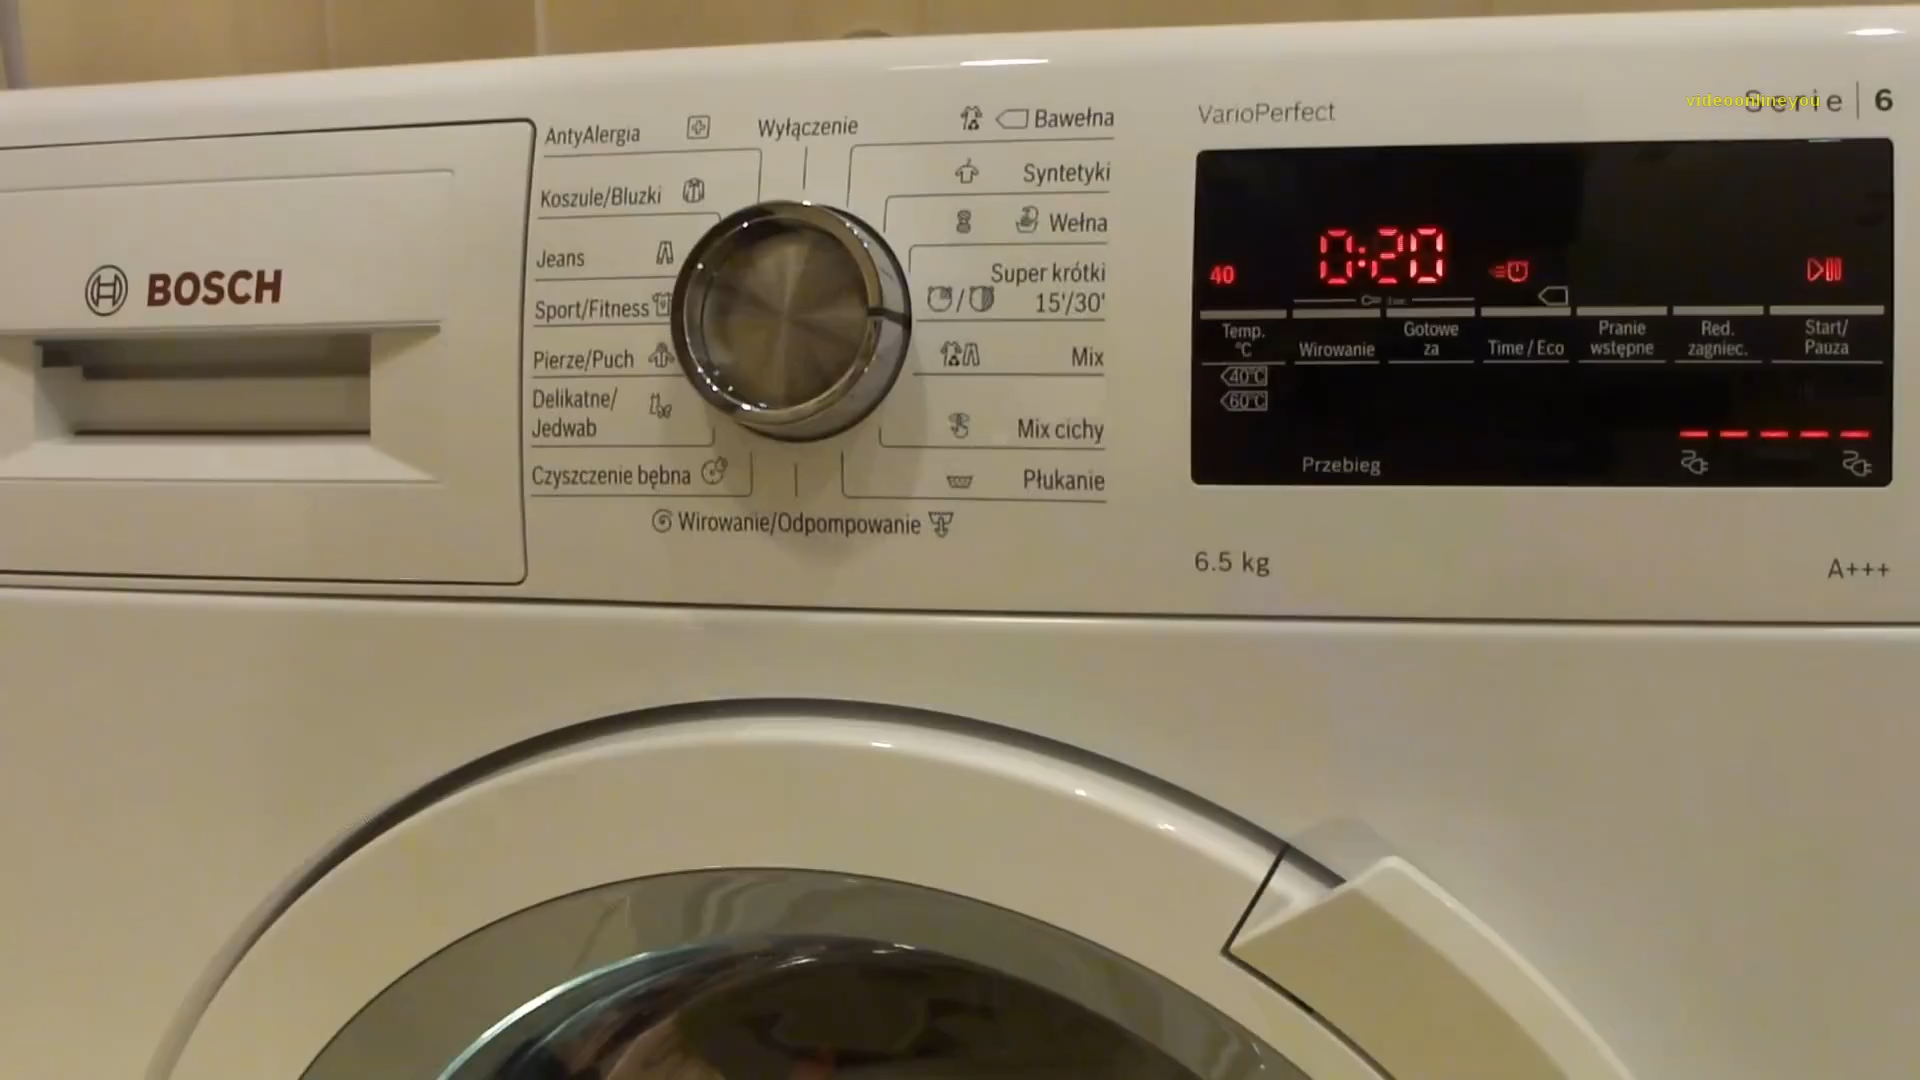 videoonlineyou
Serie | 6
VarioPerfect
BOSCH
AntyAlergia
Koszule/Bluzki
Jeans
Sport/Fitness
Pierze/Puch
Delikatne/
Jedwab
Czyszczenie bębna
Wyłączenie
Bawełna
Syntetyki
Wełna
Super krótki
15'/30'
Mix
Mix cichy
Płukanie
Wirowanie/Odpompowanie
40
0:20
Temp.
°C
Wirowanie
Gotowe
za
Time / Eco
Pranie
wstępne
Red.
zagniec.
Start/
Pauza
40°C
60°C
Przebieg
6.5 kg
A+++